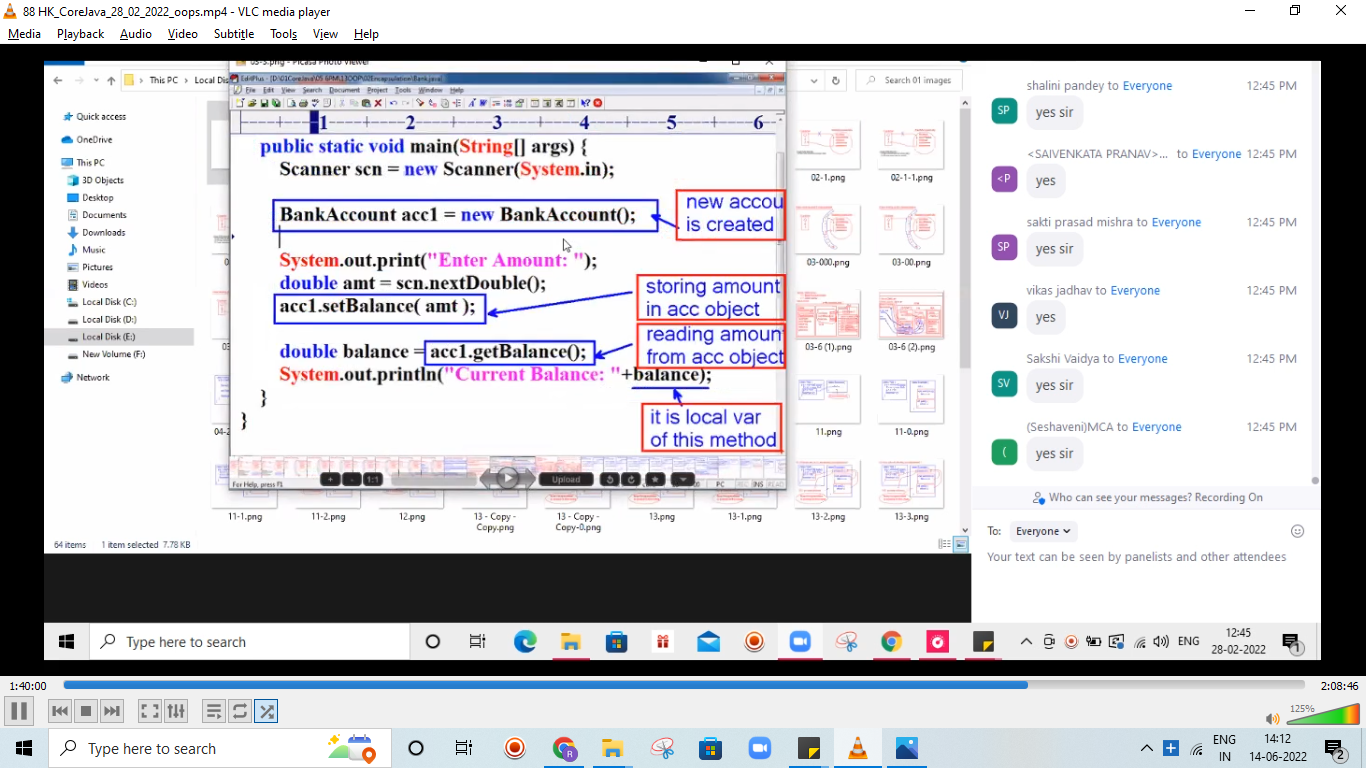 88 HK_CoreJava_28_02_2022_oops.mp4 - VLC media player
Media Playback Audio Video Subtitle Tools View Help
03-5.png - Picasa Photo Viewer
This PC
Local Dis
Search 01 images
Quick access
OneDrive
This PC
3D Objects
Desktop
Documents
Downloads
Music
Pictures
Videos
Local Disk (C:)
Local Disk (D:)
Local Disk (E:)
New Volume (F:)
Network
File Edit View Search Document Project Tools Window Help
1 2 3 4 5 6
public static void main(String[] args) {
Scanner scn = new Scanner(System.in);
BankAccount acc1 = new BankAccount();
new accou
is created
System.out.print("Enter Amount: ");
double amt = scn.nextDouble();
acc1.setBalance( amt );
storing amount
in acc object
double balance = acc1.getBalance();
reading amoun
from acc object
System.out.println("Current Balance: "+balance);
}
it is local var
of this method
}
1:1
Upload
For Help, press F1
PC
INS
02-1.png 02-1-1.png
03-000.png 03-00.png
03-6 (1).png 03-6 (2).png
11.png 11-0.png
11-1.png 11-2.png 12.png 13 - Copy - Copy.png 13 - Copy - Copy-0.png 13.png 13-1.png 13-2.png 13-3.png
64 items 1 item selected 7.78 KB
shalini pandey to Everyone 12:45 PM
SP
yes sir
<SAIVENKATA PRANAV>... to Everyone 12:45 PM
<P
yes
sakti prasad mishra to Everyone 12:45 PM
SP
yes sir
vikas jadhav to Everyone 12:45 PM
VJ
yes
Sakshi Vaidya to Everyone 12:45 PM
SV
yes sir
(Seshaveni)MCA to Everyone 12:45 PM
(
yes sir
Who can see your messages? Recording On
To: Everyone
Your text can be seen by panelists and other attendees
Type here to search
ENG
12:45
28-02-2022
1
1:40:00
2:08:46
125%
Type here to search
R
ENG
IN
14:12
14-06-2022
2